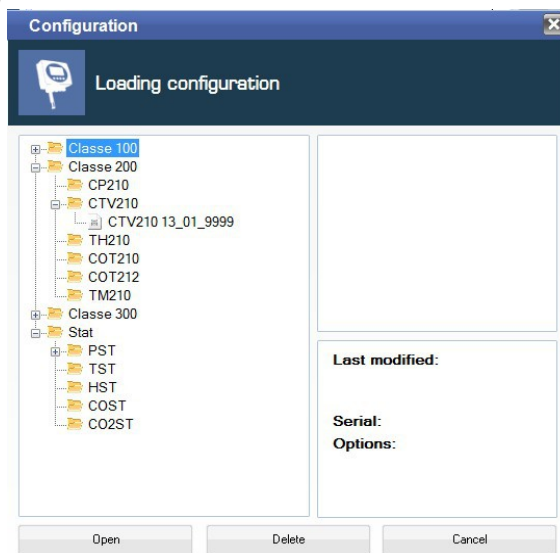 Configuration
Loading configuration
Classe 100
Classe 200
CP210
CTV210
CTV210 13_01_9999
TH210
COT210
COT212
TM210
Classe 300
Stat
PST
TST
HST
COST
CO2ST
Last modified:
Serial:
Options:
Open
Delete
Cancel